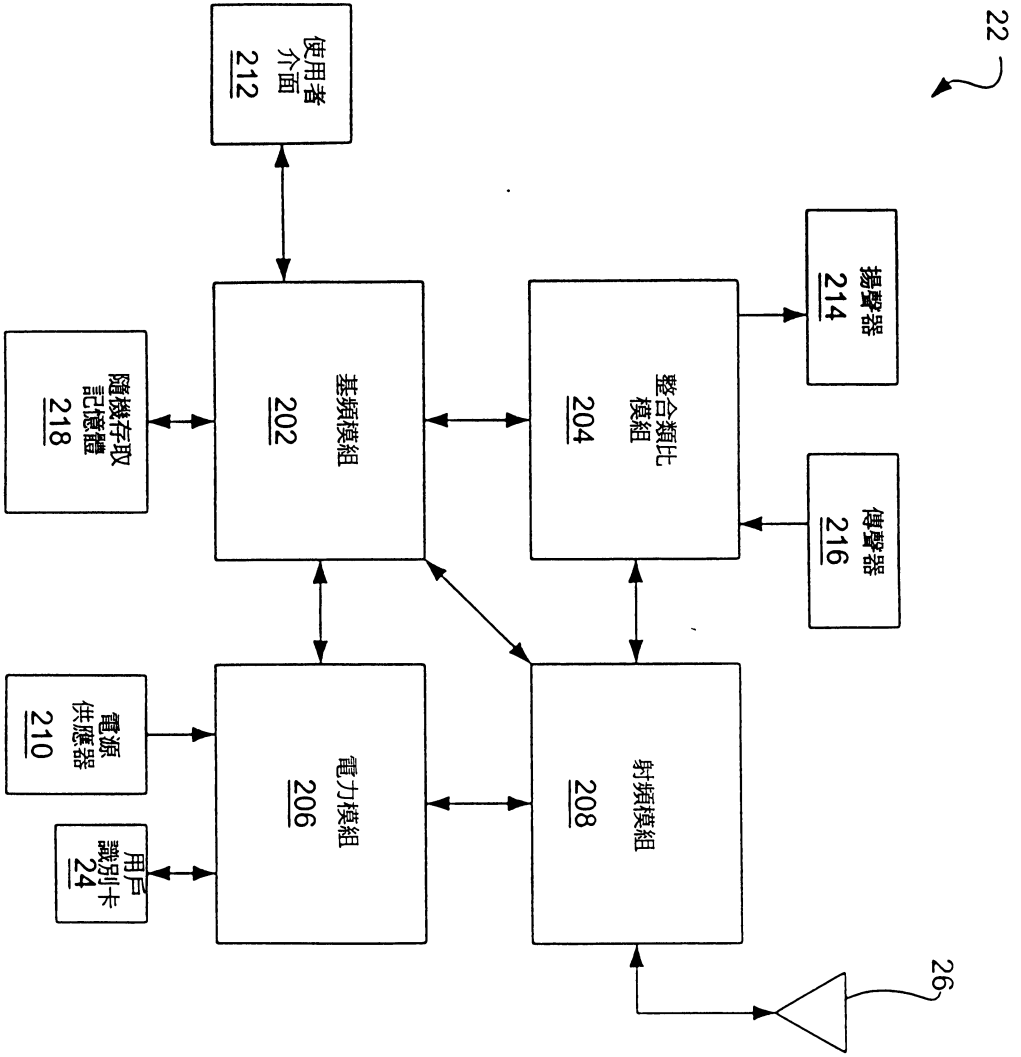 22
揚聲器
214
傳聲器
216
26
整合類比
模組
204
射頻模組
208
使用者
介面
212
基頻模組
202
電力模組
206
隨機存取
記憶體
218
電源
供應器
210
用戶
識別卡
24